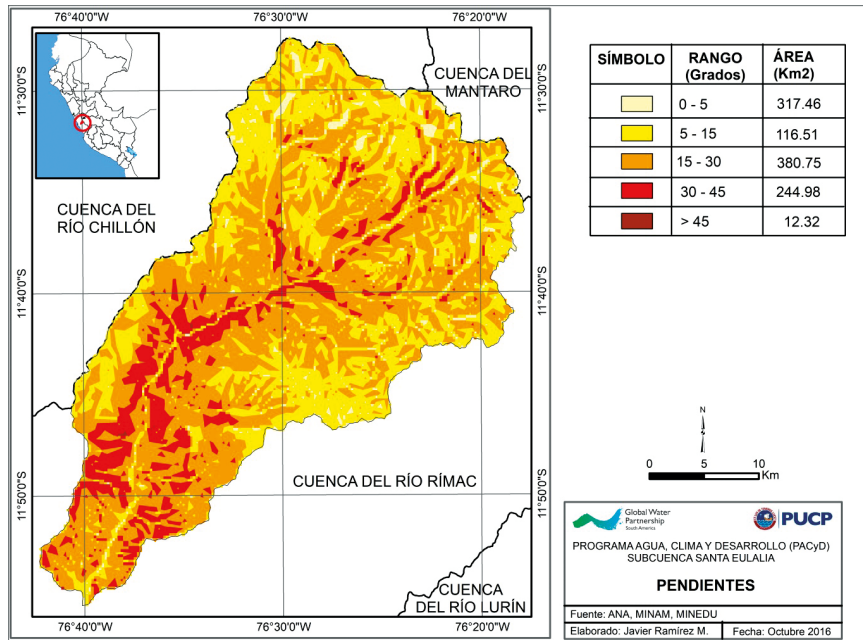 76°40'0"O 76°30'0"O 76°20'0"O
11°30'0"S
11°40'0"S
11°50'0"S
CUENCA DEL
MANTARO
CUENCA DEL
RÍO CHILLÓN
CUENCA DEL RÍO RÍMAC
CUENCA
DEL RÍO LURÍN
11°30'0"S
11°40'0"S
11°50'0"S
76°40'0"O 76°30'0"O 76°20'0"O
SÍMBOLO RANGO (Grados) ÁREA (Km2)
0 - 5 317.46
5 - 15 116.51
15 - 30 380.75
30 - 45 244.98
> 45 12.32
N
0 5 10
Km
Global Water
Partnership
South America
PUCP
PROGRAMA AGUA, CLIMA Y DESARROLLO (PACyD)
SUBCUENCA SANTA EULALIA
PENDIENTES
Fuente: ANA, MINAM, MINEDU
Elaborado: Javier Ramírez M. Fecha: Octubre 2016